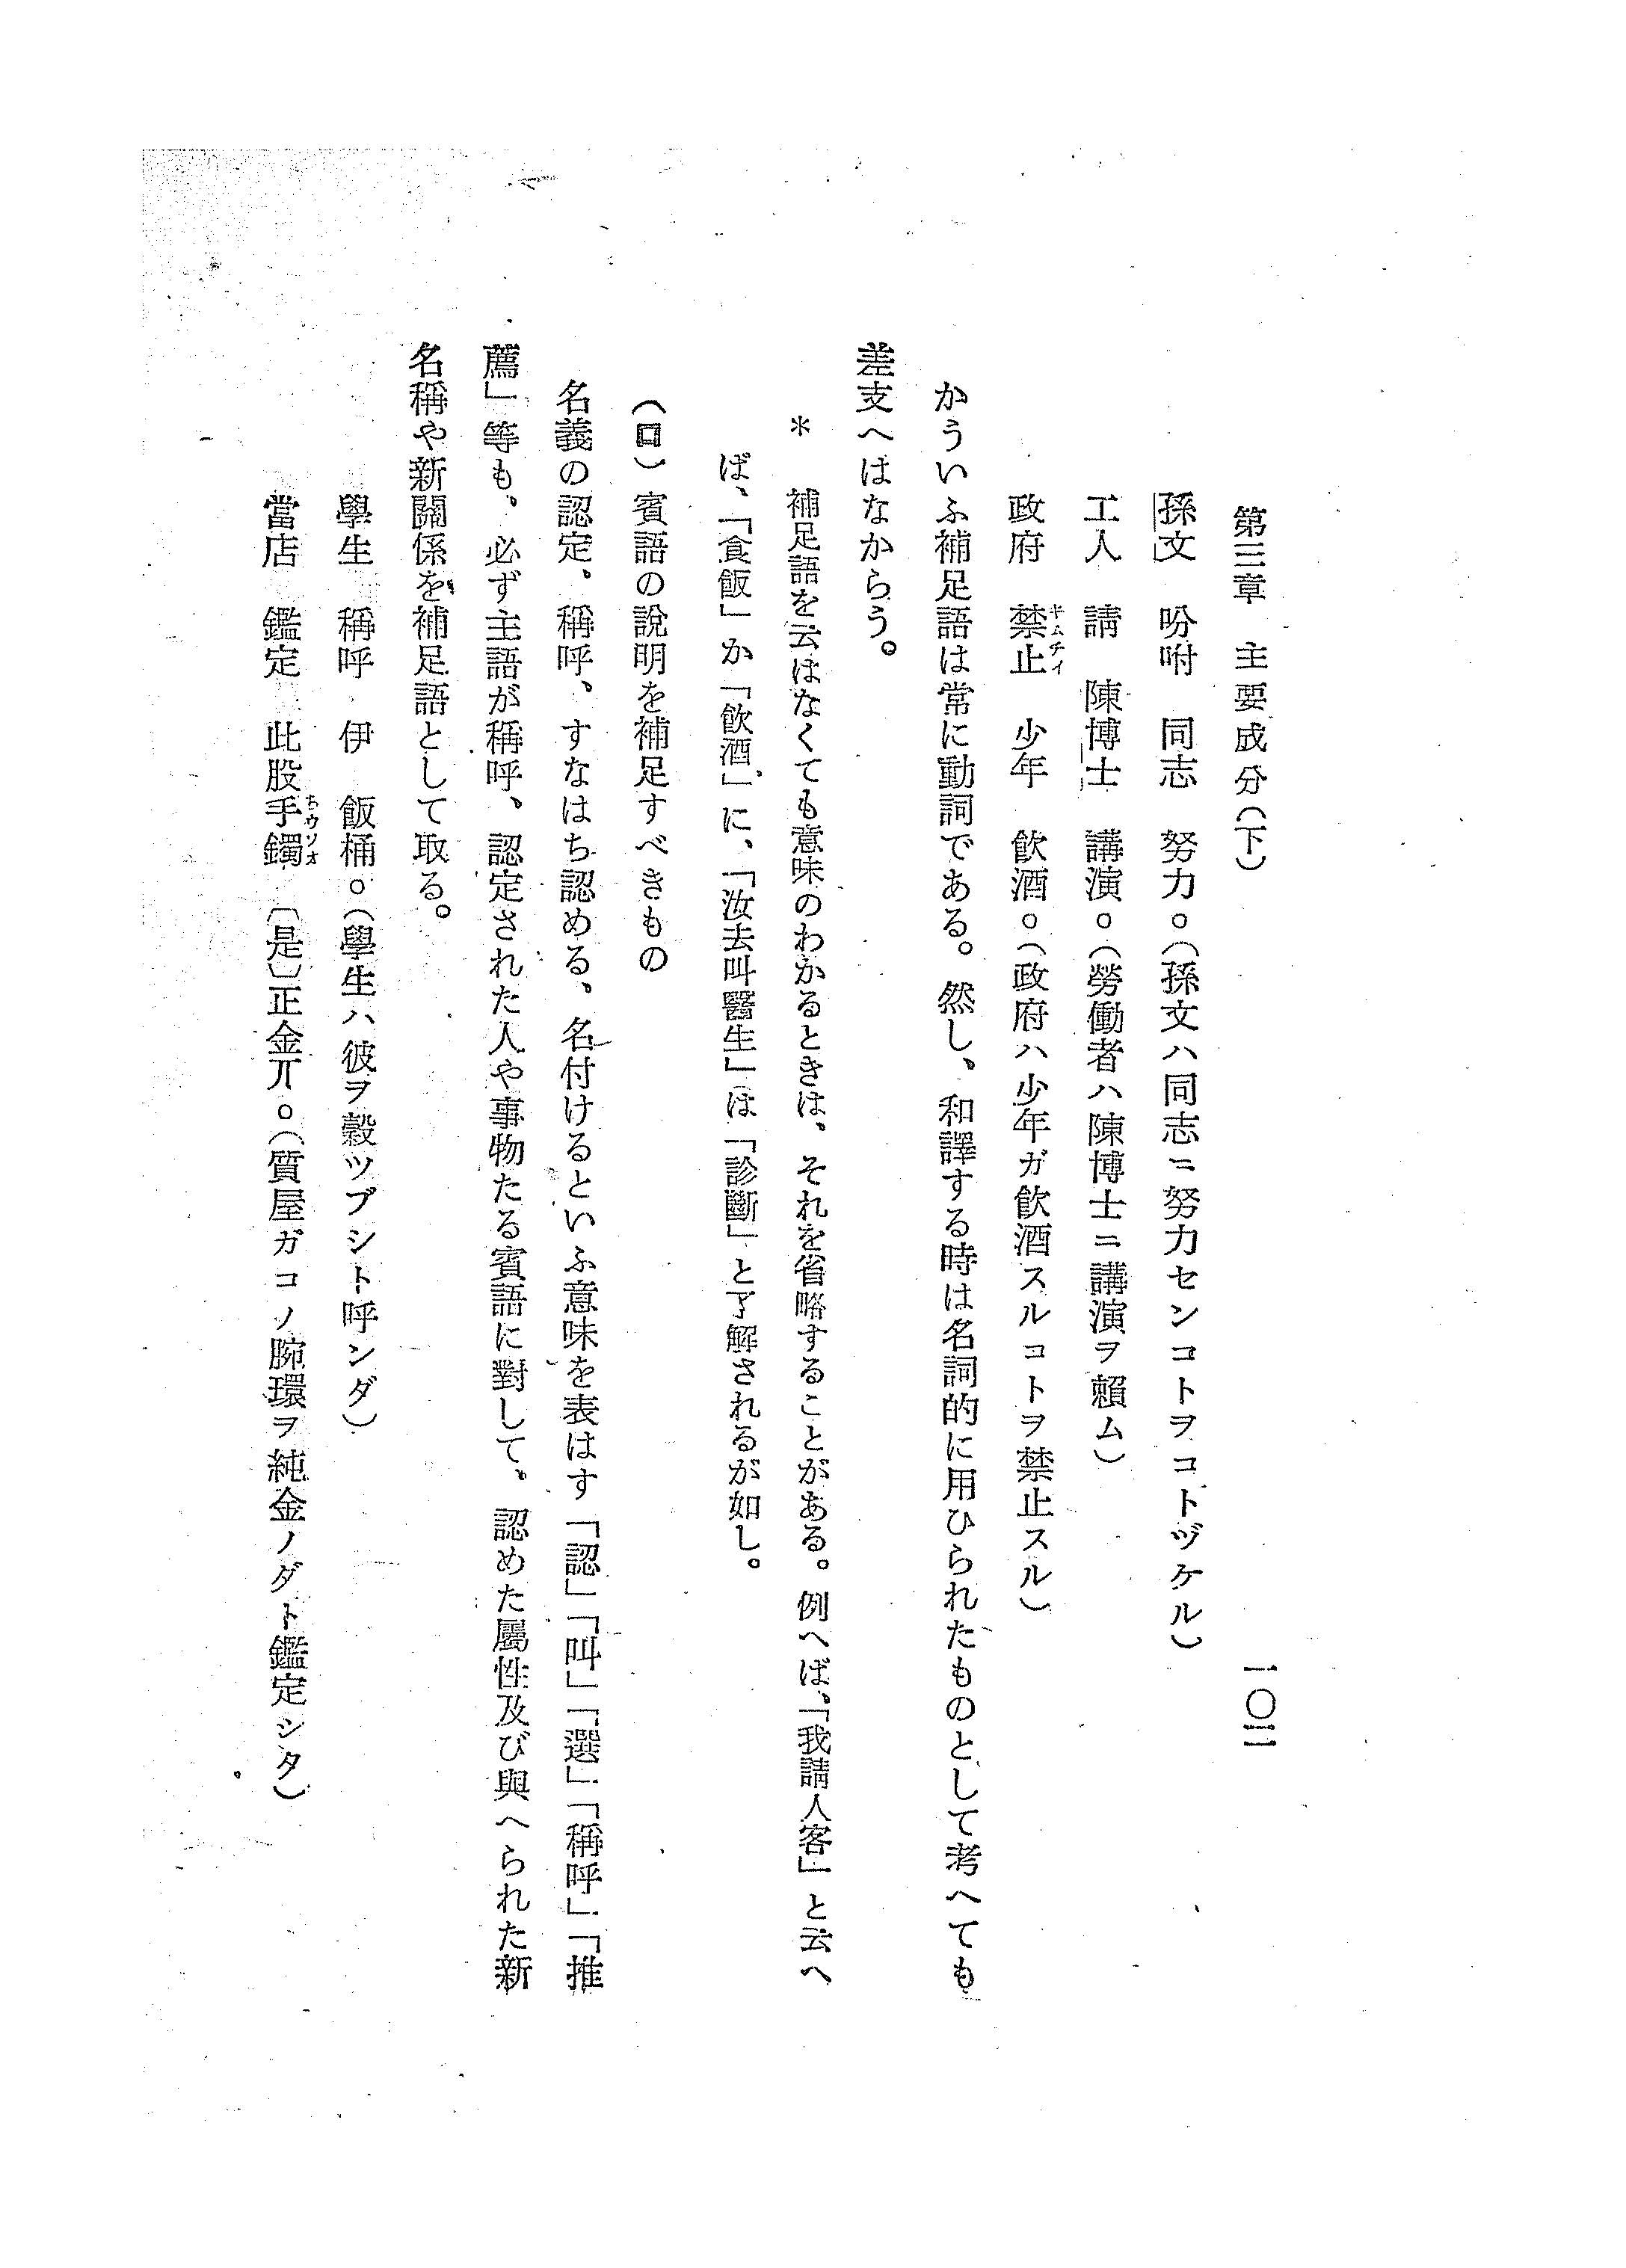 第三章　主要成分（下）　一〇二
孫文　吩咐　同志　努力。（孫文ハ同志ニ努力センコトヲコトヅケル）
工人　請　陳博士　講演。（勞働者ハ陳博士ニ講演ヲ賴ム）
政府　禁止　少年　飮酒。（政府ハ少年ガ飮酒スルコトヲ禁止スル）
キムチイ
かういふ補足語は常に動詞である。然し、和譯する時は名詞的に用ひられたものとして考へても
差支へはなからう。
＊　補足語を云はなくても意味のわかるときは、それを省略することがある。例へば、「我請人客」と云へ
ば、「食飯」か「飮酒」に、「汝去叫醫生」は「診斷」と了解されるが如し。
（ロ）賓語の說明を補足すべきもの
名義の認定、稱呼、すなはち認める、名付けるといふ意味を表はす「認」「叫」「選」「稱呼」「推
薦」等も、必ず主語が稱呼、認定された人や事物たる賓語に對して、認めた屬性及び與へられた新
名稱や新關係を補足語として取る。
學生　稱呼　伊　飯桶。（學生ハ彼ヲ穀ツブシト呼ンダ）
當店　鑑定　此股手鐲　〔是〕正金丌。（質屋ガコノ腕環ヲ純金ノダト鑑定シタ）